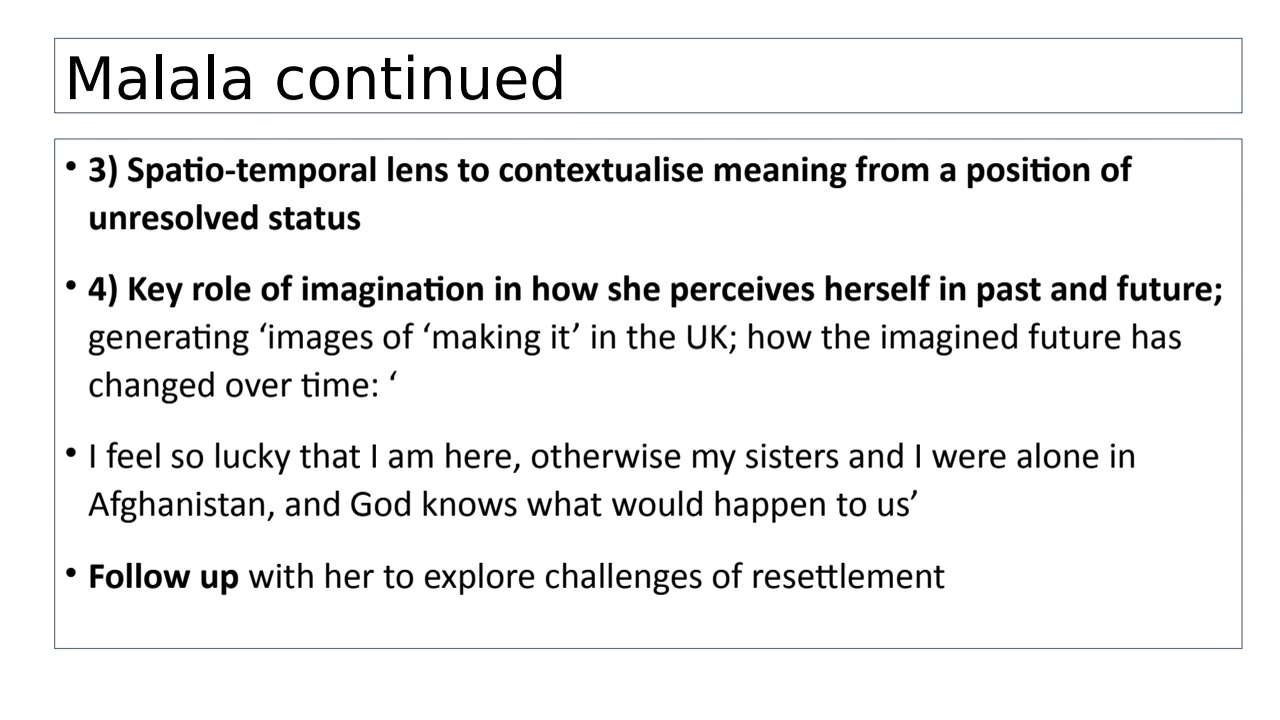 Malala continued
• 3) Spatio-temporal lens to contextualise meaning from a position of
unresolved status
• 4) Key role of imagination in how she perceives herself in past and future;
generating ‘images of ‘making it’ in the UK; how the imagined future has
changed over time: ‘
• I feel so lucky that I am here, otherwise my sisters and I were alone in
Afghanistan, and God knows what would happen to us’
• Follow up with her to explore challenges of resettlement